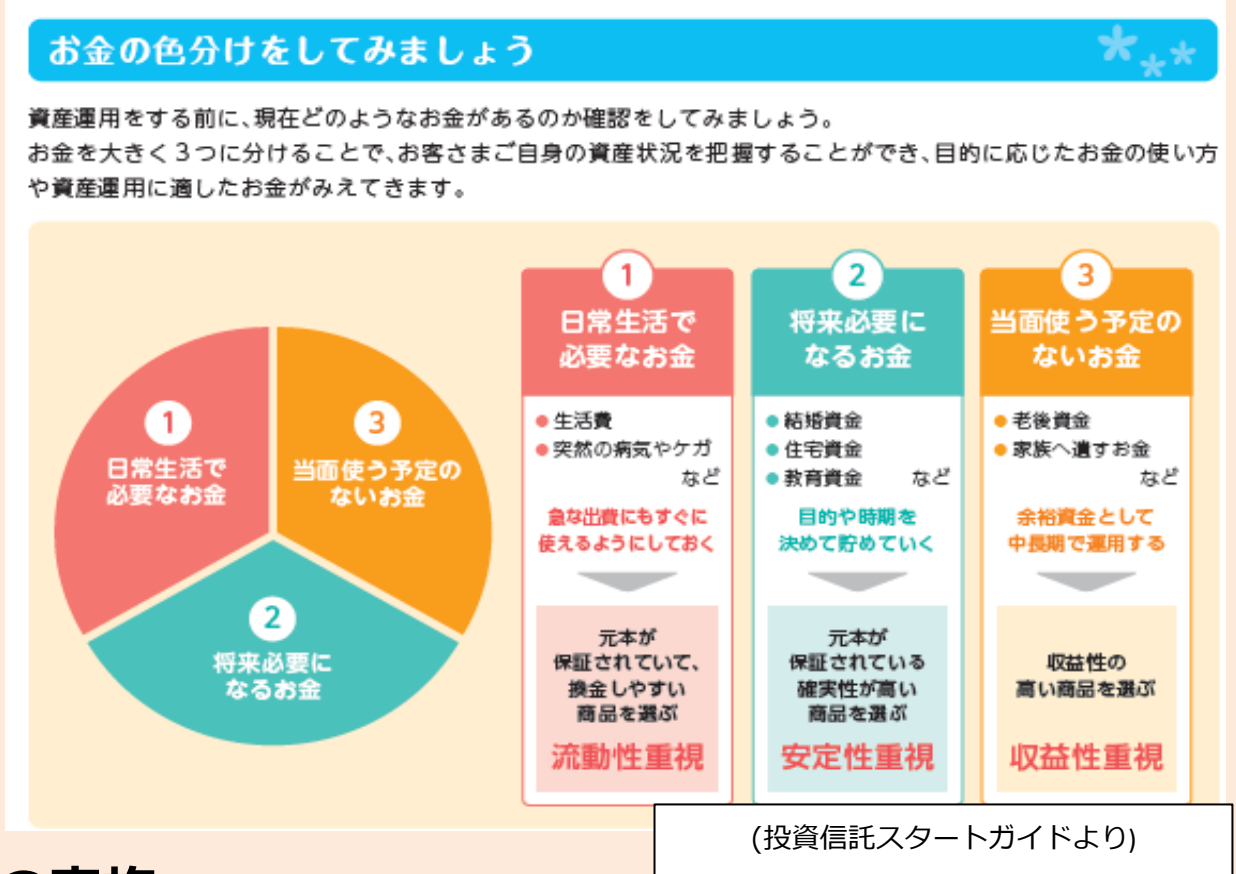 お金の色分けをしてみましょう
資産運用をする前に、現在どのようなお金があるのか確認をしてみましょう。
お金を大きく3つに分けることで、お客さまご自身の資産状況を把握することができ、目的に応じたお金の使い方
や資産運用に適したお金がみえてきます。
1
日常生活で
必要なお金
3
当面使う予定の
ないお金
2
将来必要に
なるお金
1
日常生活で
必要なお金
●生活費
●突然の病気やケガ
など
急な出費にもすぐに
使えるようにしておく
元本が
保証されていて、
換金しやすい
商品を選ぶ
流動性重視
2
将来必要に
なるお金
●結婚資金
●住宅資金
●教育資金 など
目的や時期を
決めて貯めていく
元本が
保証されている
確実性が高い
商品を選ぶ
安定性重視
3
当面使う予定の
ないお金
●老後資金
●家族へ遺すお金
など
余裕資金として
中長期で運用する
収益性の
高い商品を選ぶ
収益性重視
(投資信託スタートガイドより)